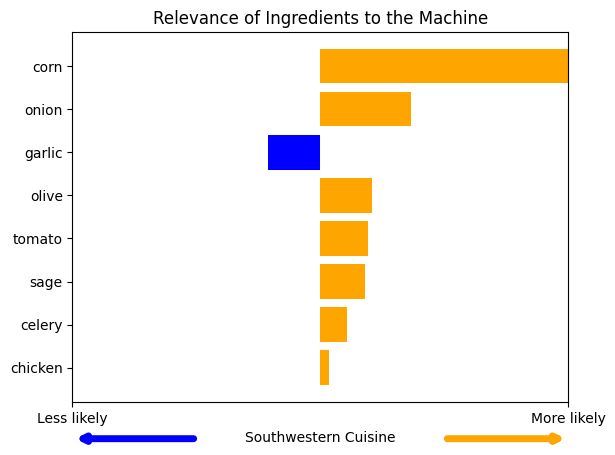 Relevance of Ingredients to the Machine
corn
onion
garlic
olive
tomato
sage
celery
chicken
Less likely
More likely
Southwestern Cuisine